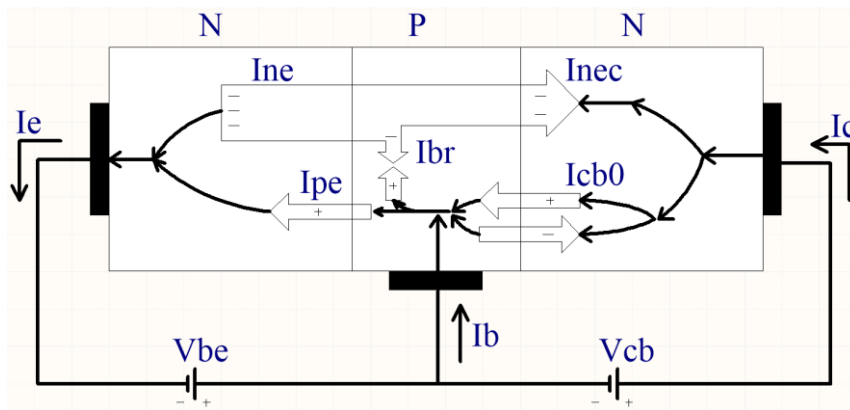 N P N
Ine Inec
− − − − − −
Ie Ic
Ibr
+
Ipe Icb0
+ +
−
Ib
Vbe Vcb
− + − +